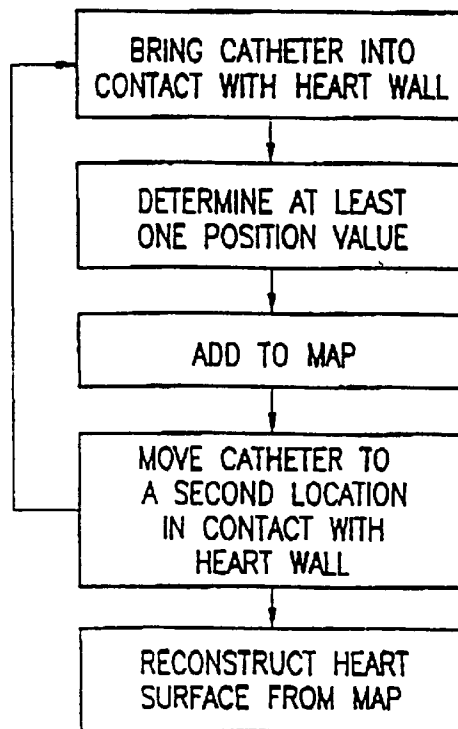 BRING CATHETER INTO
CONTACT WITH HEART WALL
DETERMINE AT LEAST
ONE POSITION VALUE
ADD TO MAP
MOVE CATHETER TO
A SECOND LOCATION
IN CONTACT WITH
HEART WALL
RECONSTRUCT HEART
SURFACE FROM MAP